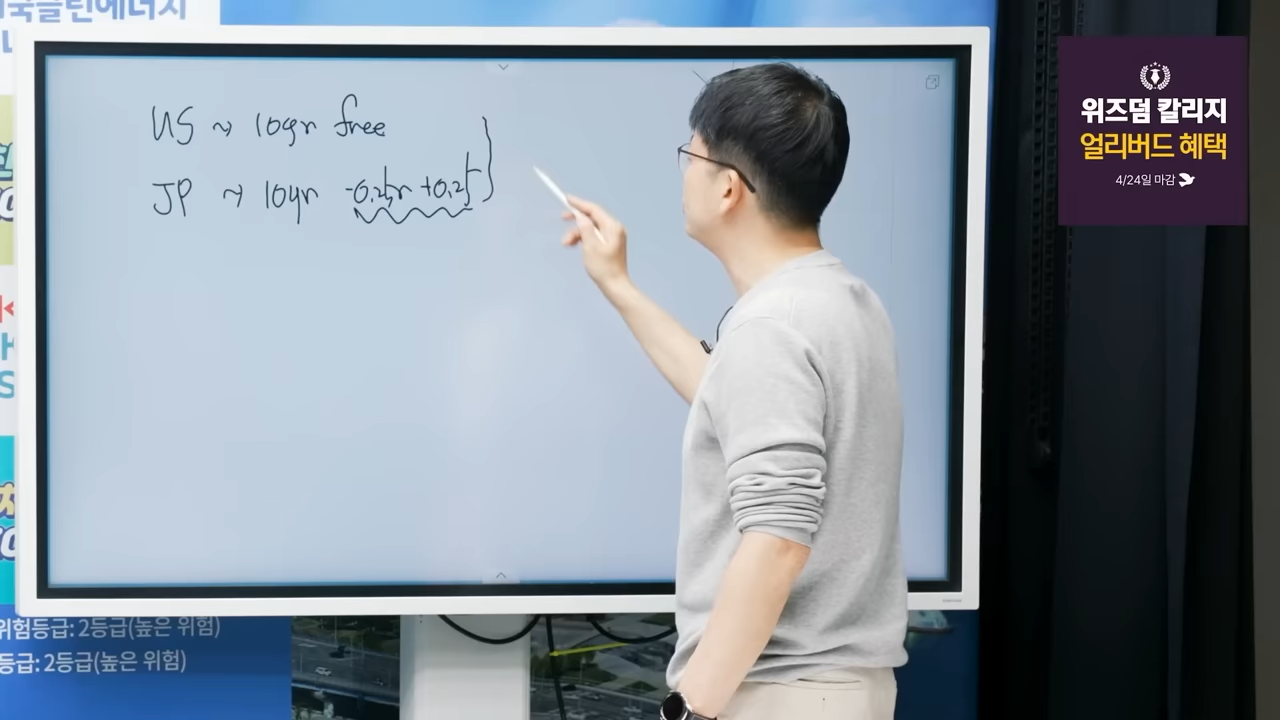 US ~> 10yr free
JP ~> 10yr -0.25~+0.25
위즈덤 칼리지
얼리버드 혜택
4/24일 마감
위험등급: 2등급(높은 위험)
등급: 2등급(높은 위험)